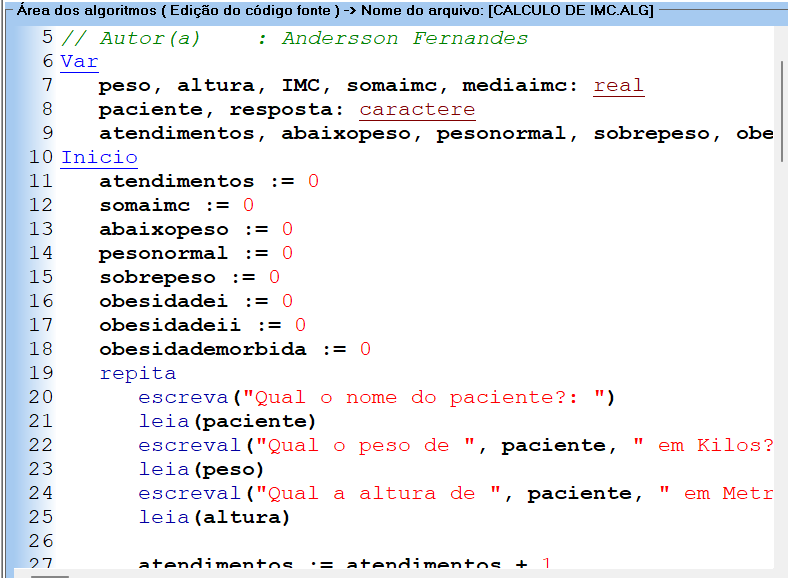 Área dos algoritmos ( Edição do código fonte ) -> Nome do arquivo: [CALCULO DE IMC.ALG]
5 // Autor(a)    : Andersson Fernandes
6 Var
7    peso, altura, IMC, somaimc, mediaimc: real
8    paciente, resposta: caractere
9    atendimentos, abaixopeso, pesonormal, sobrepeso, obe
10 Inicio
11    atendimentos := 0
12    somaimc := 0
13    abaixopeso := 0
14    pesonormal := 0
15    sobrepeso := 0
16    obesidadei := 0
17    obesidadeii := 0
18    obesidademorbida := 0
19    repita
20       escreva("Qual o nome do paciente?: ")
21       leia(paciente)
22       escreval("Qual o peso de ", paciente, " em Kilos?
23       leia(peso)
24       escreval("Qual a altura de ", paciente, " em Metr
25       leia(altura)
26
27       atendimentos := atendimentos + 1